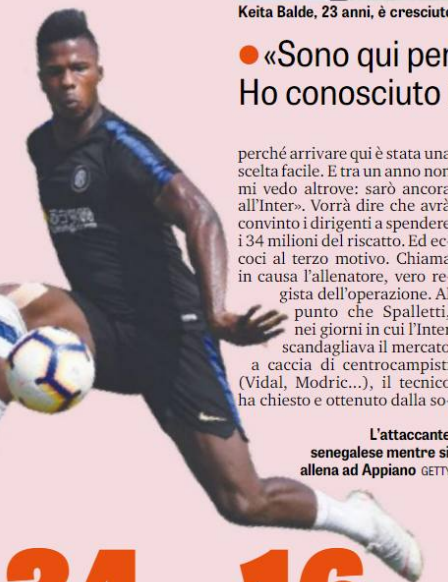 Keita Balde, 23 anni, è cresciuto
«Sono qui per
Ho conosciuto
perché arrivare qui è stata una
scelta facile. E tra un anno non
mi vedo altrove: sarò ancora
all'Inter». Vorrà dire che avrà
convinto i dirigenti a spendere
i 34 milioni del riscatto. Ed ec-
coci al terzo motivo. Chiama
in causa l'allenatore, vero re-
gista dell'operazione. Al
punto che Spalletti,
nei giorni in cui l'Inter
scandagliava il mercato
a caccia di centrocampisti
(Vidal, Modric...), il tecnico
ha chiesto e ottenuto dalla so-
L'attaccante
senegalese mentre si
allena ad Appiano GETTY
34 16